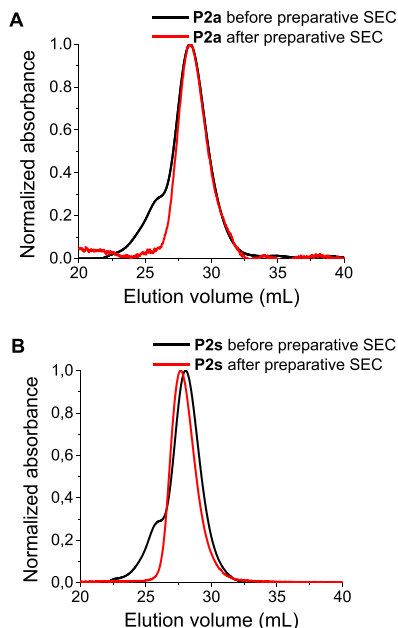 A
P2a before preparative SEC
P2a after preparative SEC
Normalized absorbance
1.0
0.8
0.6
0.4
0.2
0.0
20 25 30 35 40
Elution volume (mL)
B
P2s before preparative SEC
P2s after preparative SEC
Normalized absorbance
1,0
0,8
0,6
0,4
0,2
0,0
20 25 30 35 40
Elution volume (mL)